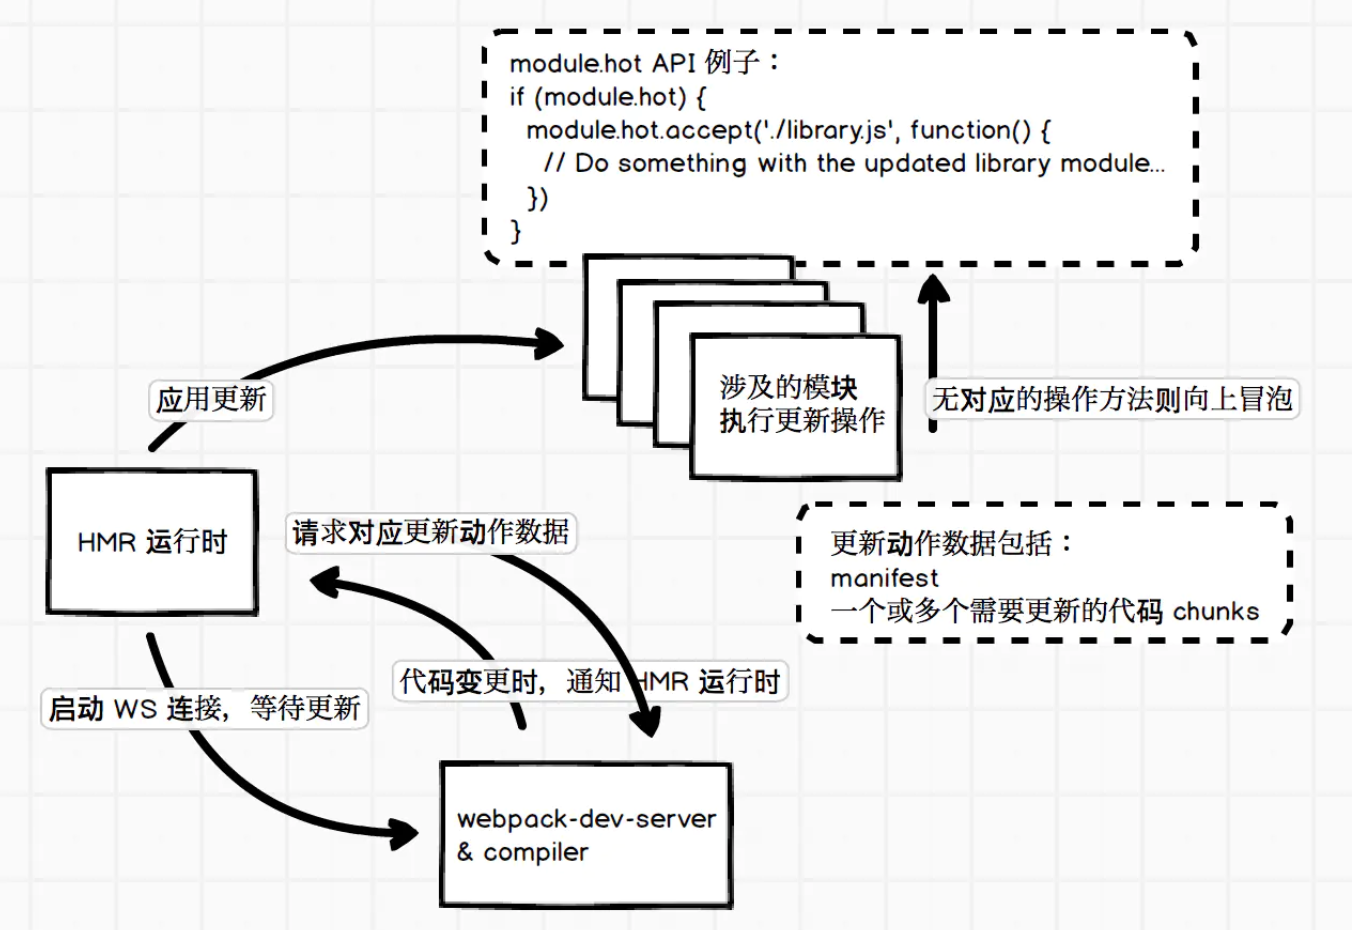 module.hot API 例子：
if (module.hot) {
module.hot.accept('./library.js', function() {
// Do something with the updated library module...
})
}
应用更新
涉及的模块
执行更新操作
无对应的操作方法则向上冒泡
HMR 运行时
请求对应更新动作数据
更新动作数据包括：
manifest
一个或多个需要更新的代码 chunks
代码变更时，通知 HMR 运行时
启动 WS 连接，等待更新
webpack-dev-server
& compiler